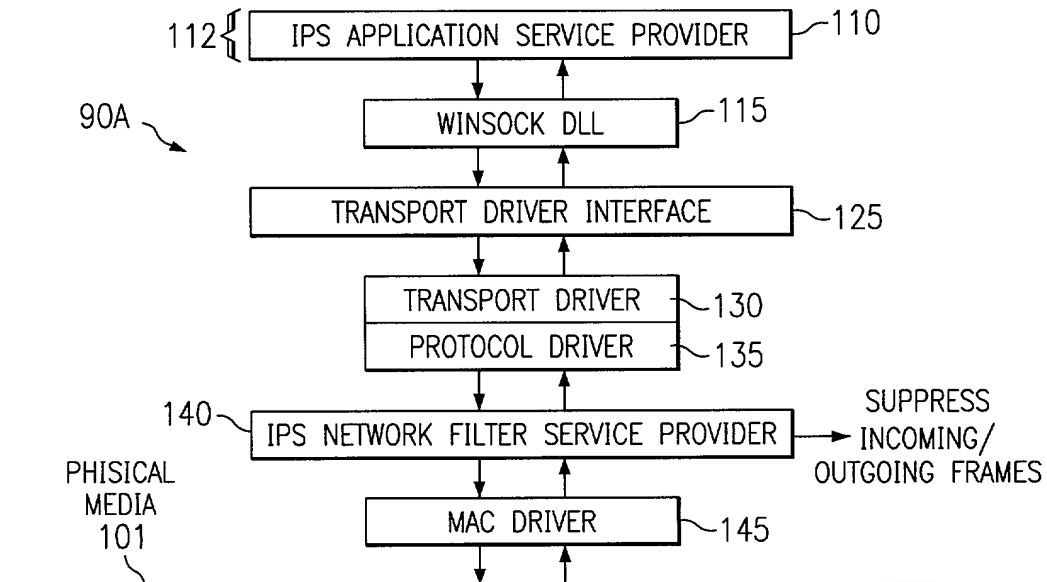 112 IPS APPLICATION SERVICE PROVIDER 110
90A
WINSOCK DLL 115
TRANSPORT DRIVER INTERFACE 125
TRANSPORT DRIVER 130
PROTOCOL DRIVER 135
140 IPS NETWORK FILTER SERVICE PROVIDER
SUPPRESS
INCOMING/
OUTGOING FRAMES
PHISICAL
MEDIA
101
MAC DRIVER 145